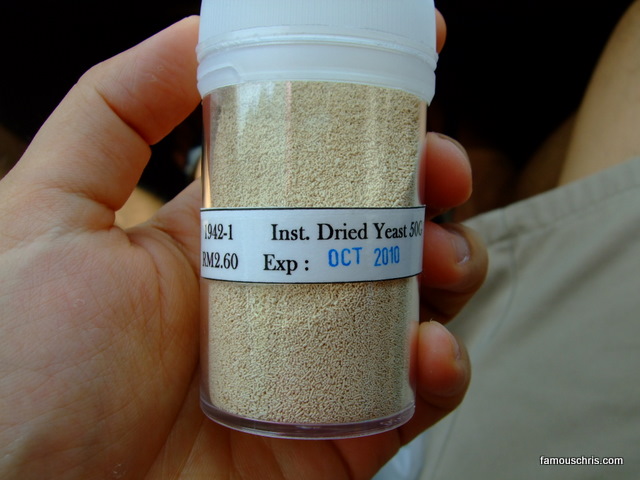 1942-1 Inst. Dried Yeast 50G
RM2.60 Exp : OCT 2010
famouschris.com